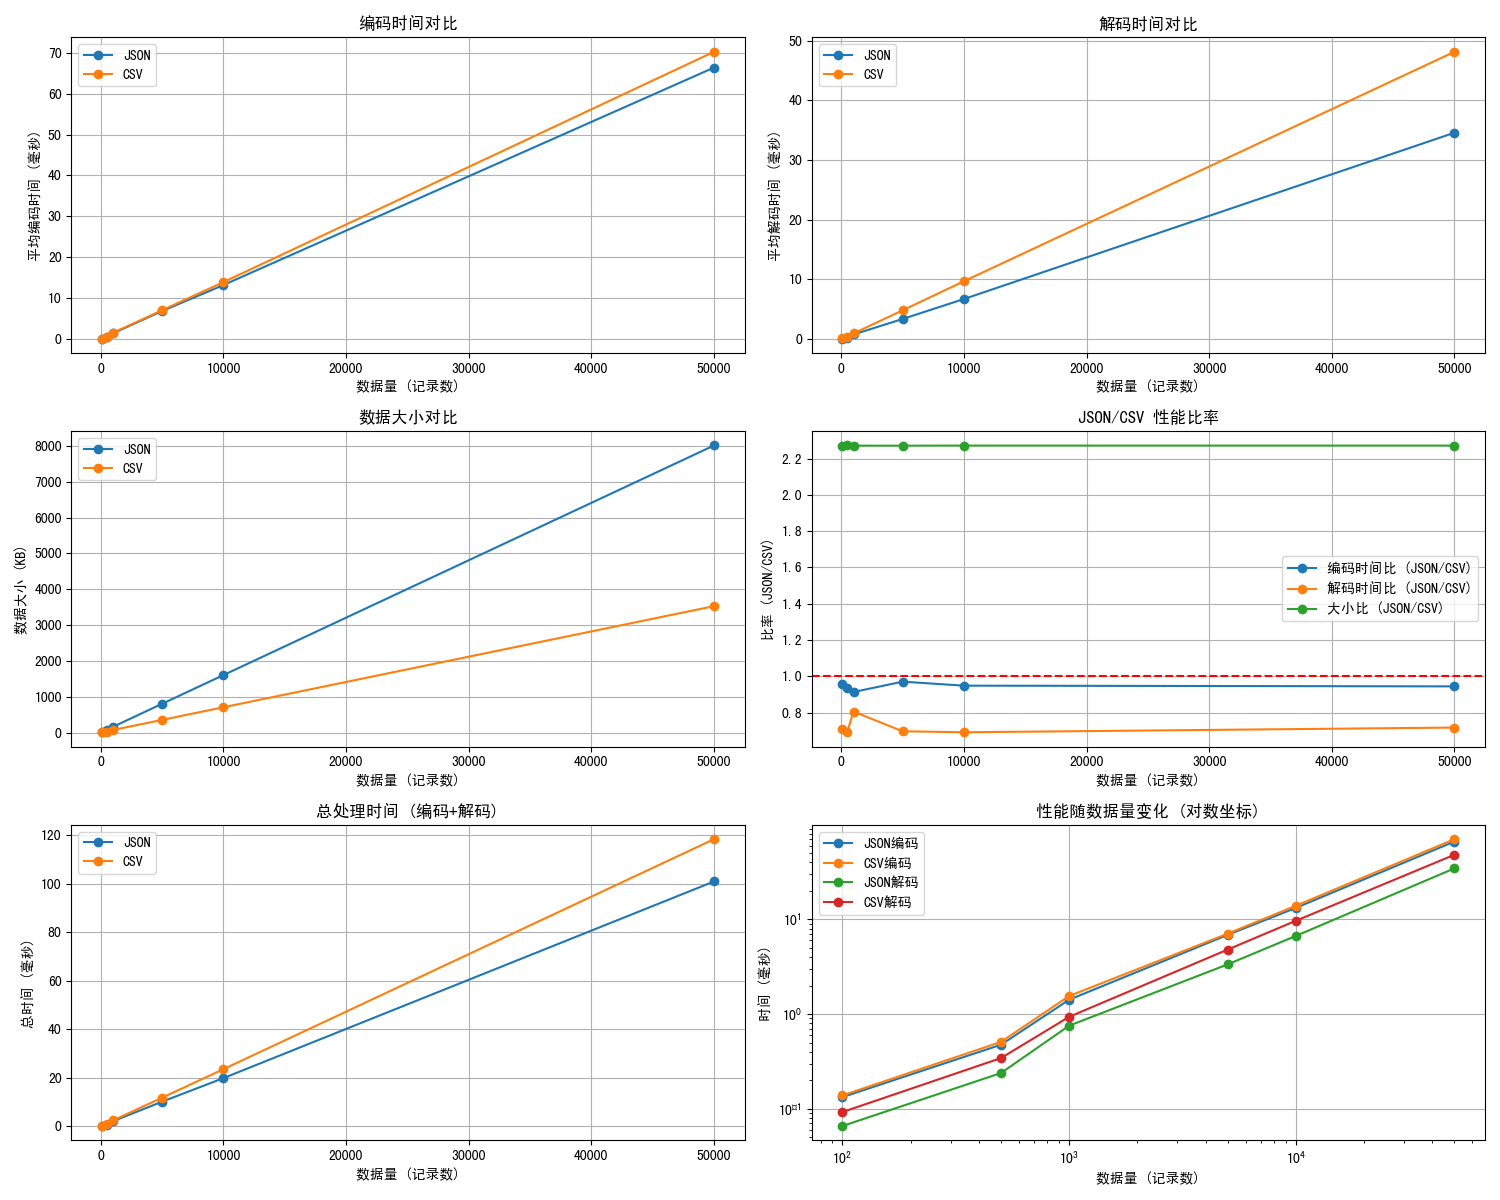 编码时间对比
JSON
CSV
平均编码时间 (毫秒)
70
60
50
40
30
20
10
0
0 10000 20000 30000 40000 50000
数据量 (记录数)
解码时间对比
JSON
CSV
平均解码时间 (毫秒)
50
40
30
20
10
0
0 10000 20000 30000 40000 50000
数据量 (记录数)
数据大小对比
JSON
CSV
数据大小 (KB)
8000
7000
6000
5000
4000
3000
2000
1000
0
0 10000 20000 30000 40000 50000
数据量 (记录数)
JSON/CSV 性能比率
编码时间比 (JSON/CSV)
解码时间比 (JSON/CSV)
大小比 (JSON/CSV)
比率 (JSON/CSV)
2.2
2.0
1.8
1.6
1.4
1.2
1.0
0.8
0 10000 20000 30000 40000 50000
数据量 (记录数)
总处理时间 (编码+解码)
JSON
CSV
总时间 (毫秒)
120
100
80
60
40
20
0
0 10000 20000 30000 40000 50000
数据量 (记录数)
性能随数据量变化 (对数坐标)
JSON编码
CSV编码
JSON解码
CSV解码
时间 (毫秒)
10¹
10⁰
10¹
10² 10³ 10⁴
数据量 (记录数)